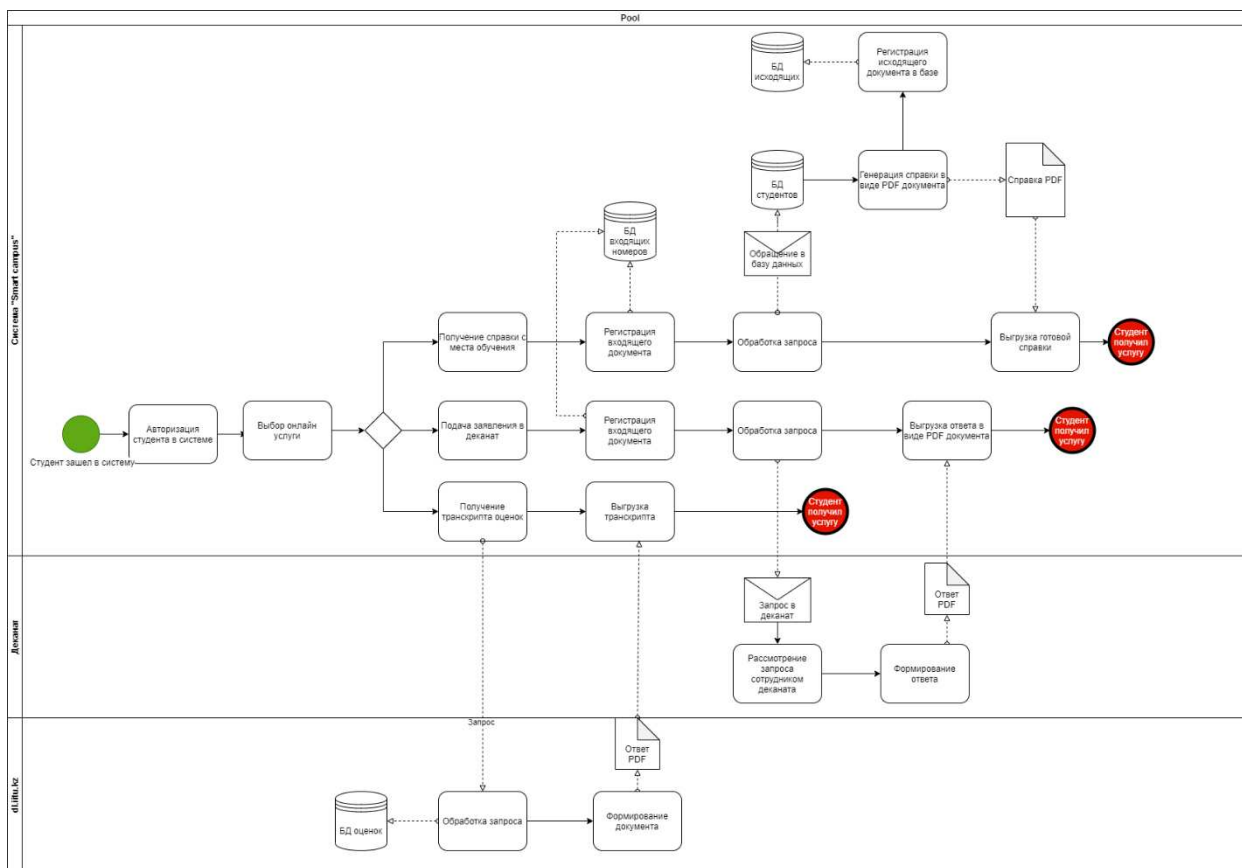 Pool
Система "Smart campus"
БД
исходящих
Регистрация
исходящего
документа в базе
БД
студентов
Генерация справки в
виде PDF документа
Справка PDF
БД
входящих
номеров
Обращение в
базу данных
Получение справки с
места обучения
Регистрация
входящего
документа
Обработка запроса
Выгрузка готовой
справки
Студент
получил
услугу
Студент зашел в систему
Авторизация
студента в системе
Выбор онлайн
услуги
Подача заявления в
деканат
Регистрация
входящего
документа
Обработка запроса
Выгрузка ответа в
виде PDF документа
Студент
получил
услугу
Получение
транскрипта оценок
Выгрузка
транскрипта
Студент
получил
услугу
Деканат
Запрос в
деканат
Ответ
PDF
Рассмотрение
запроса
сотрудником
деканата
Формирование
ответа
Запрос
dl.iitu.kz
Ответ
PDF
БД оценок
Обработка запроса
Формирование
документа